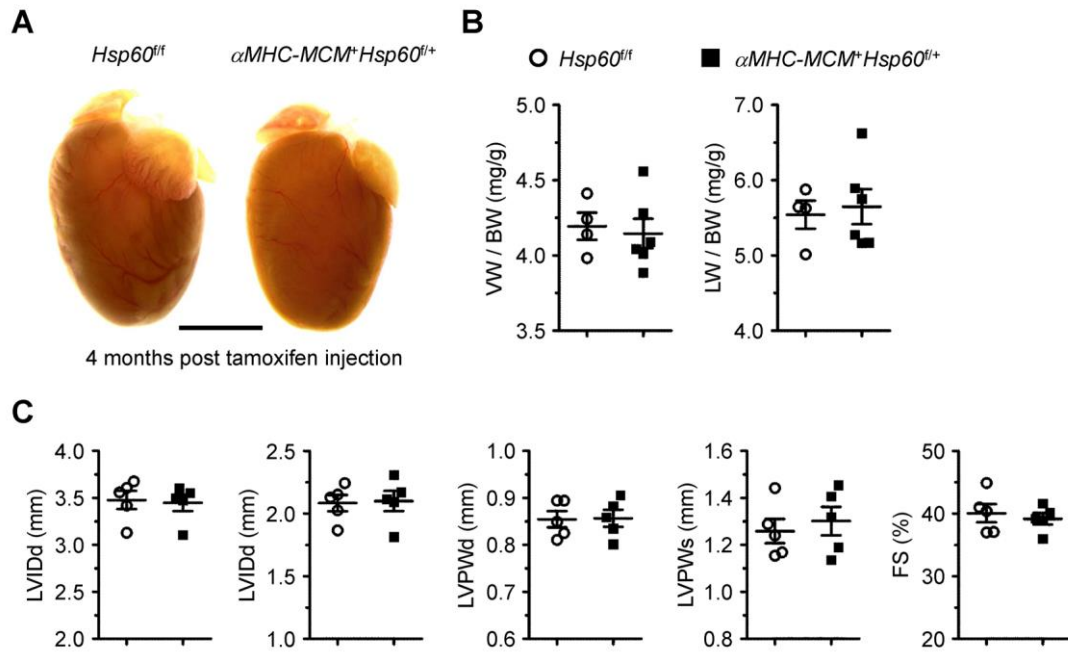 A
Hsp60f/f
αMHC-MCM+Hsp60f/+
4 months post tamoxifen injection
B
Hsp60f/f
αMHC-MCM+Hsp60f/+
VW / BW (mg/g)
5.0
4.5
4.0
3.5
LW / BW (mg/g)
7.0
6.0
5.0
4.0
C
LVIDd (mm)
4.0
3.5
3.0
2.5
2.0
LVIDd (mm)
2.5
2.0
1.5
1.0
LVPWd (mm)
1.0
0.9
0.8
0.7
0.6
LVPWs (mm)
1.6
1.4
1.2
1.0
0.8
FS (%)
50
40
30
20